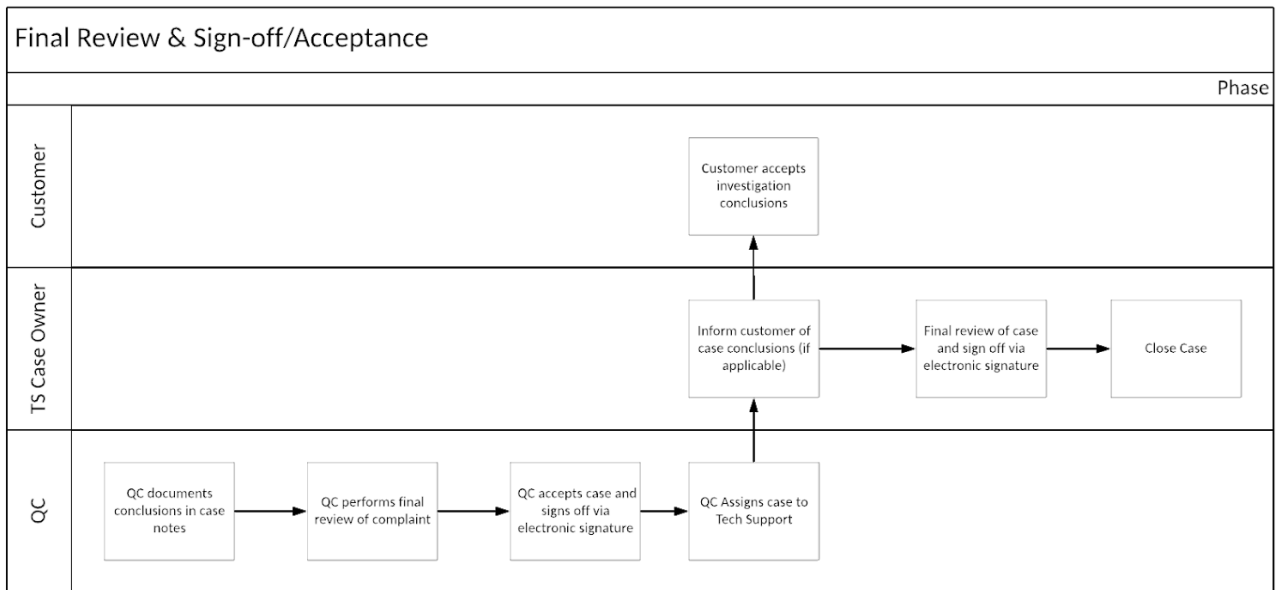 Final Review & Sign-off/Acceptance
Phase
Customer
Customer accepts
investigation
conclusions
TS Case Owner
Inform customer of
case conclusions (if
applicable)
Final review of case
and sign off via
electronic signature
Close Case
QC
QC documents
conclusions in case
notes
QC performs final
review of complaint
QC accepts case and
signs off via
electronic signature
QC Assigns case to
Tech Support